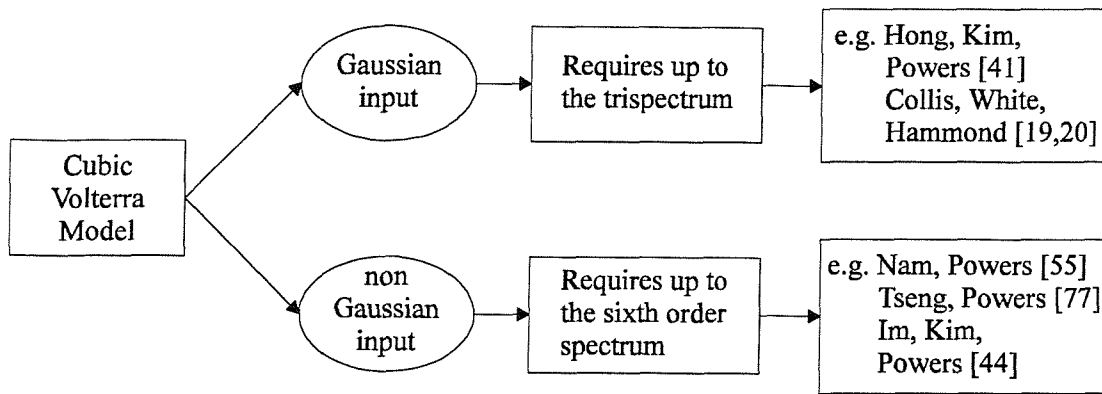 Cubic
Volterra
Model
Gaussian
input
Requires up to
the trispectrum
e.g. Hong, Kim,
Powers [41]
Collis, White,
Hammond [19,20]
non
Gaussian
input
Requires up to
the sixth order
spectrum
e.g. Nam, Powers [55]
Tseng, Powers [77]
Im, Kim,
Powers [44]